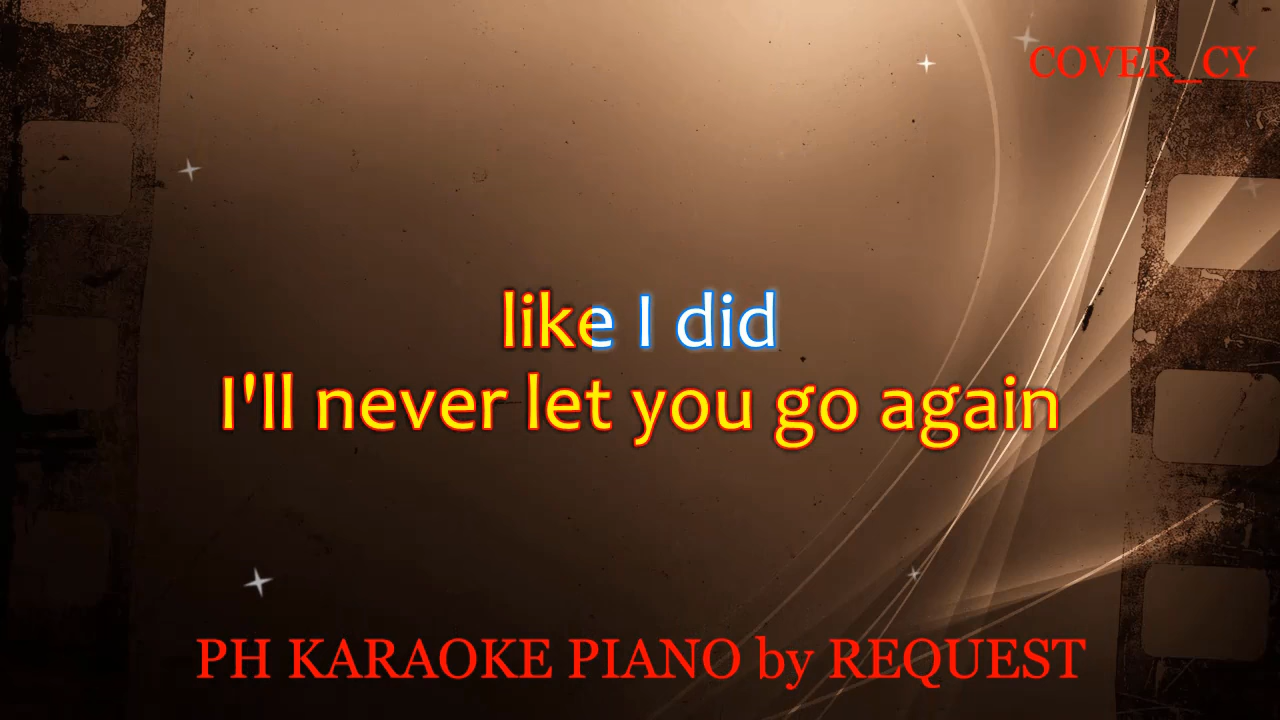 COVER_CY
like I did
I'll never let you go again
PH KARAOKE PIANO by REQUEST